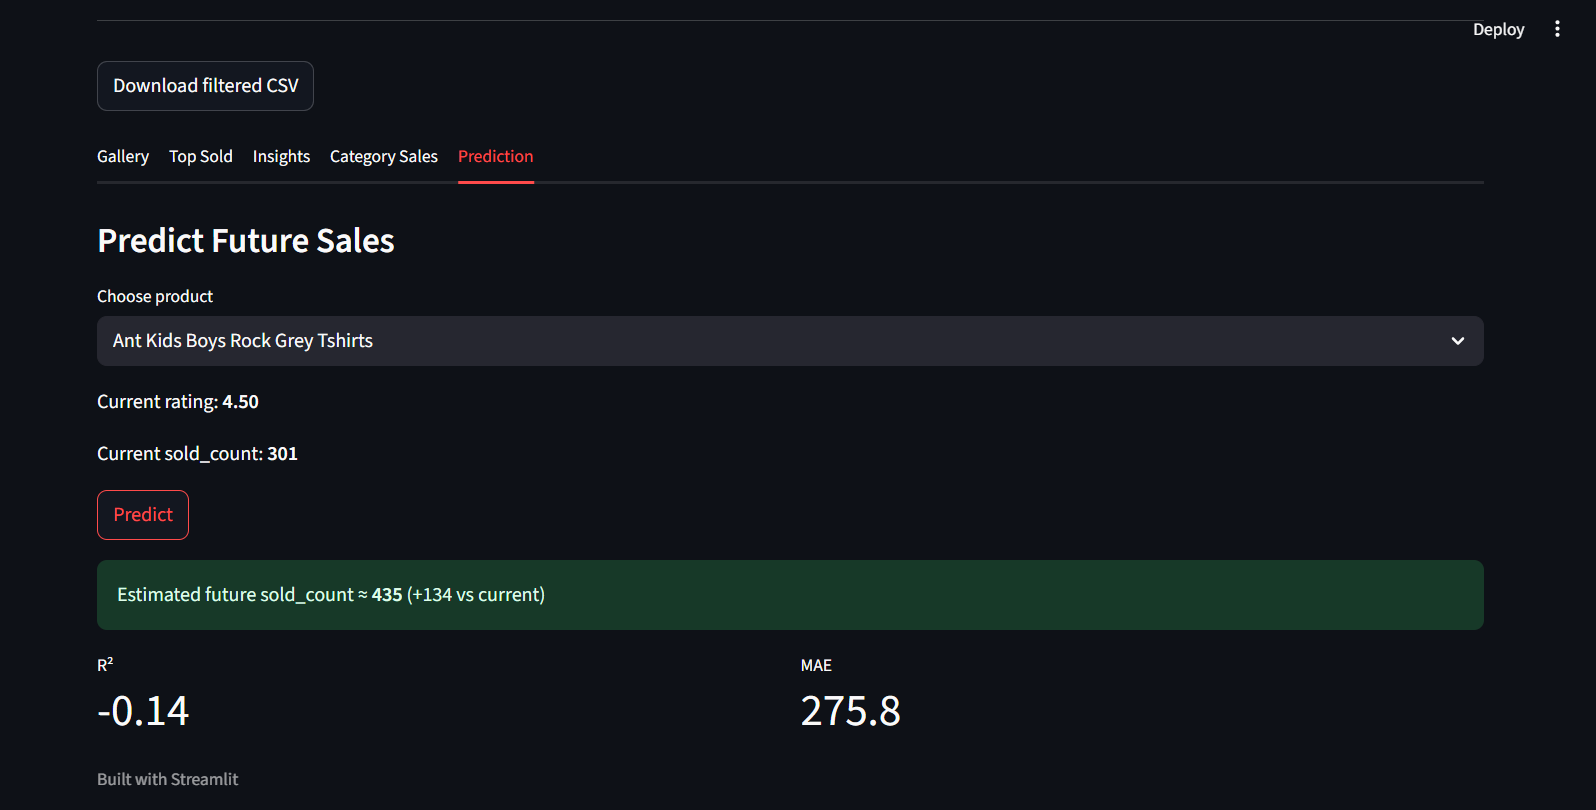 Deploy
Download filtered CSV
Gallery Top Sold Insights Category Sales Prediction
Predict Future Sales
Choose product
Ant Kids Boys Rock Grey Tshirts
Current rating: 4.50
Current sold_count: 301
Predict
Estimated future sold_count ≈ 435 (+134 vs current)
R² MAE
-0.14 275.8
Built with Streamlit